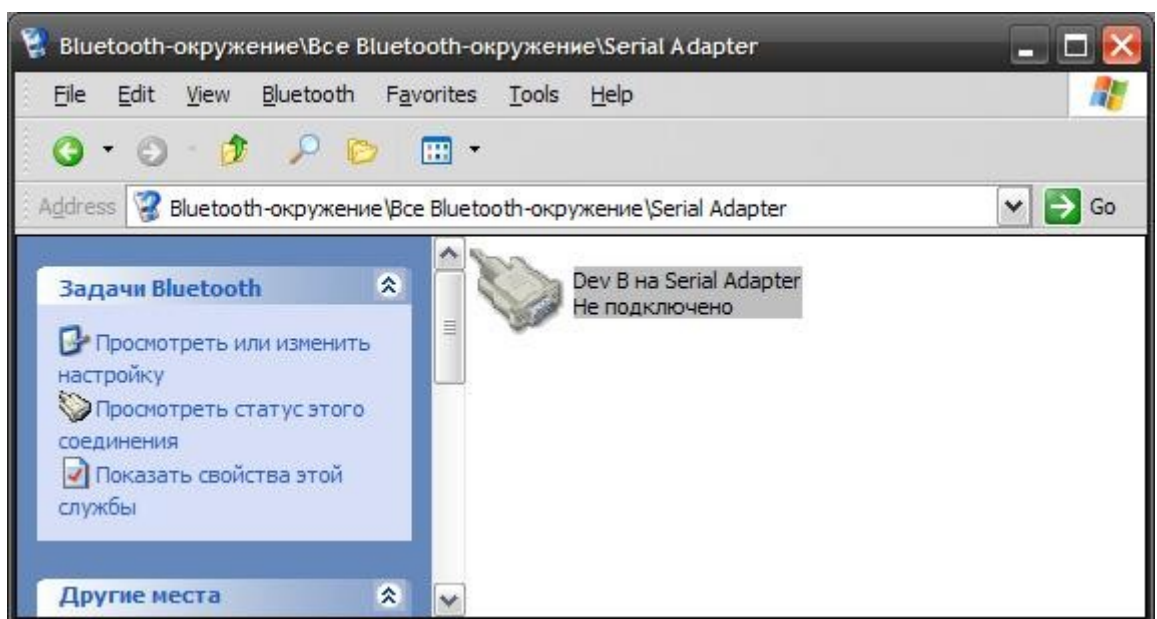 Bluetooth-окружение\Все Bluetooth-окружение\Serial Adapter
File Edit View Bluetooth Favorites Tools Help
Address Bluetooth-окружение\Все Bluetooth-окружение\Serial Adapter Go
Задачи Bluetooth
Просмотреть или изменить
настройку
Просмотреть статус этого
соединения
Показать свойства этой
службы
Другие места
Dev B на Serial Adapter
Не подключено